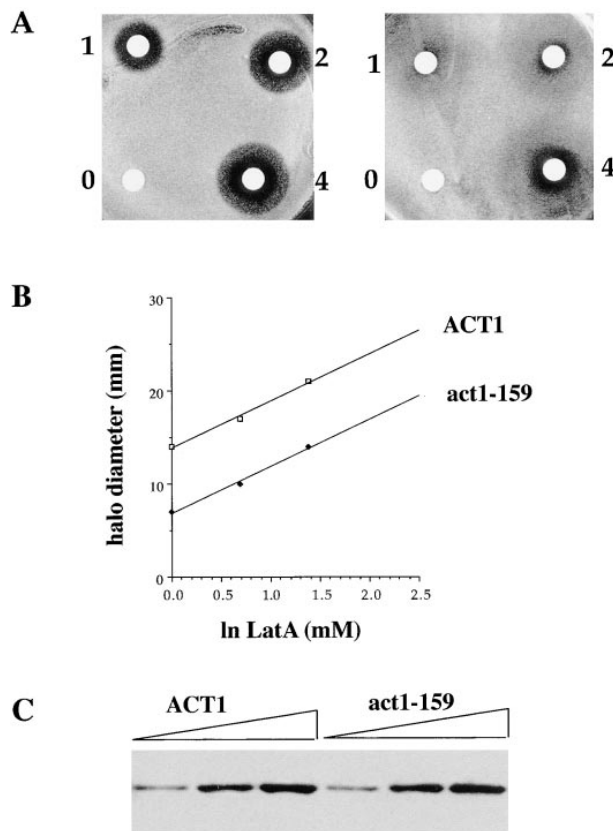 A
1 2 1 2
0 4 0 4
B
30
20
10
0
halo diameter (mm)
ACT1
act1-159
0.0 0.5 1.0 1.5 2.0 2.5
ln LatA (mM)
C
ACT1 act1-159